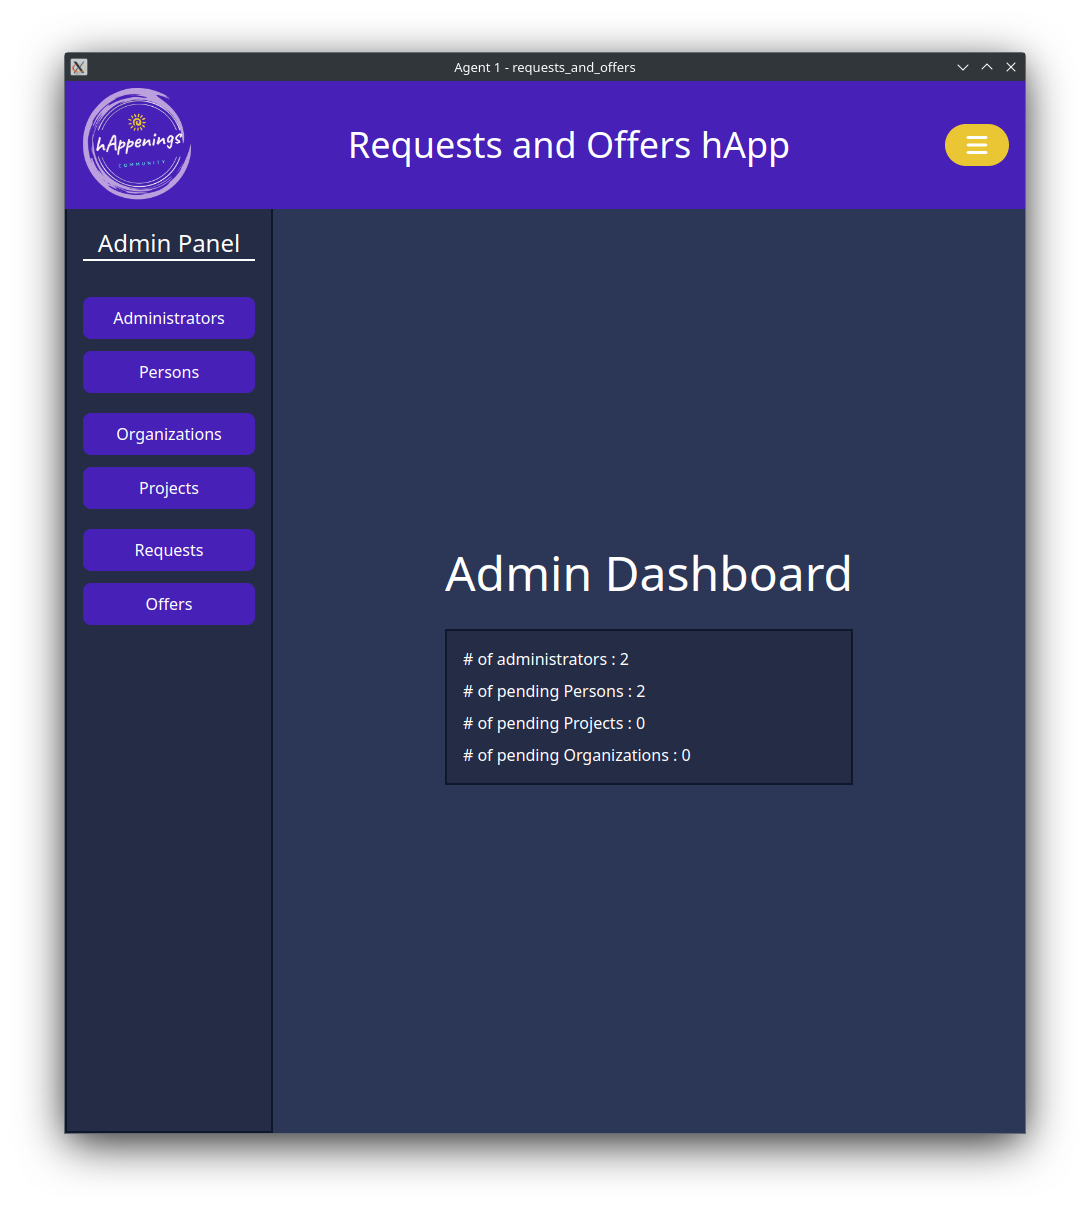 Agent 1 - requests_and_offers
hAppenings
COMMUNITY
Requests and Offers hApp
Admin Panel
Administrators
Persons
Organizations
Projects
Requests
Offers
Admin Dashboard
# of administrators : 2
# of pending Persons : 2
# of pending Projects : 0
# of pending Organizations : 0